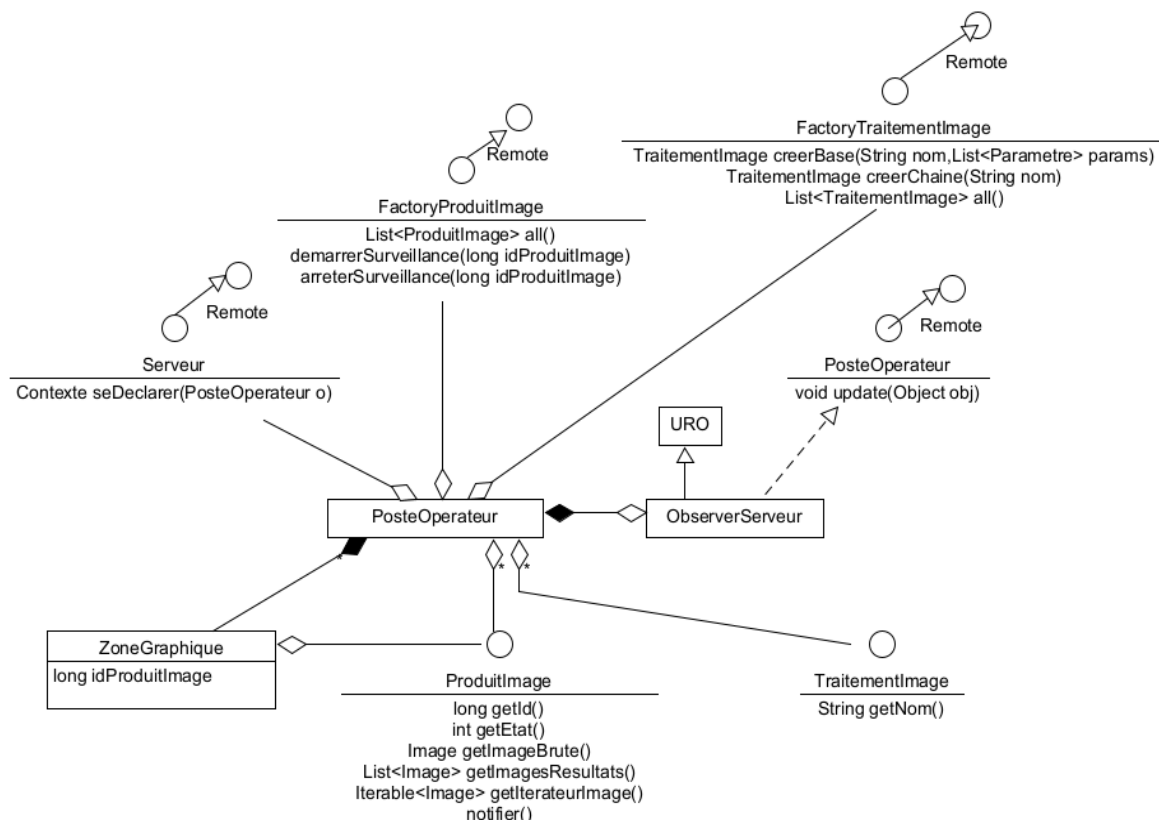 Remote
FactoryTraitementImage
TraitementImage creerBase(String nom,List<Parametre> params)
TraitementImage creerChaine(String nom)
List<TraitementImage> all()
Remote
FactoryProduitImage
List<ProduitImage> all()
demarrerSurveillance(long idProduitImage)
arreterSurveillance(long idProduitImage)
Remote
Serveur
Contexte seDeclarer(PosteOperateur o)
Remote
PosteOperateur
void update(Object obj)
URO
PosteOperateur
ObserverServeur
*
*
*
ZoneGraphique
long idProduitImage
ProduitImage
long getId()
int getEtat()
Image getImageBrute()
List<Image> getImagesResultats()
Iterable<Image> getIterateurImage()
notifier()
TraitementImage
String getNom()